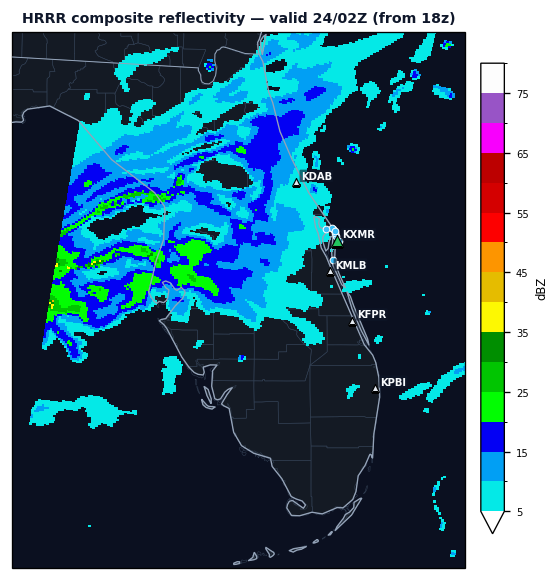 HRRR composite reflectivity — valid 24/02Z (from 18z)
KDAB
KXMR
KMLB
KFPR
KPBI
75
65
55
45
35
25
15
5
dBZ